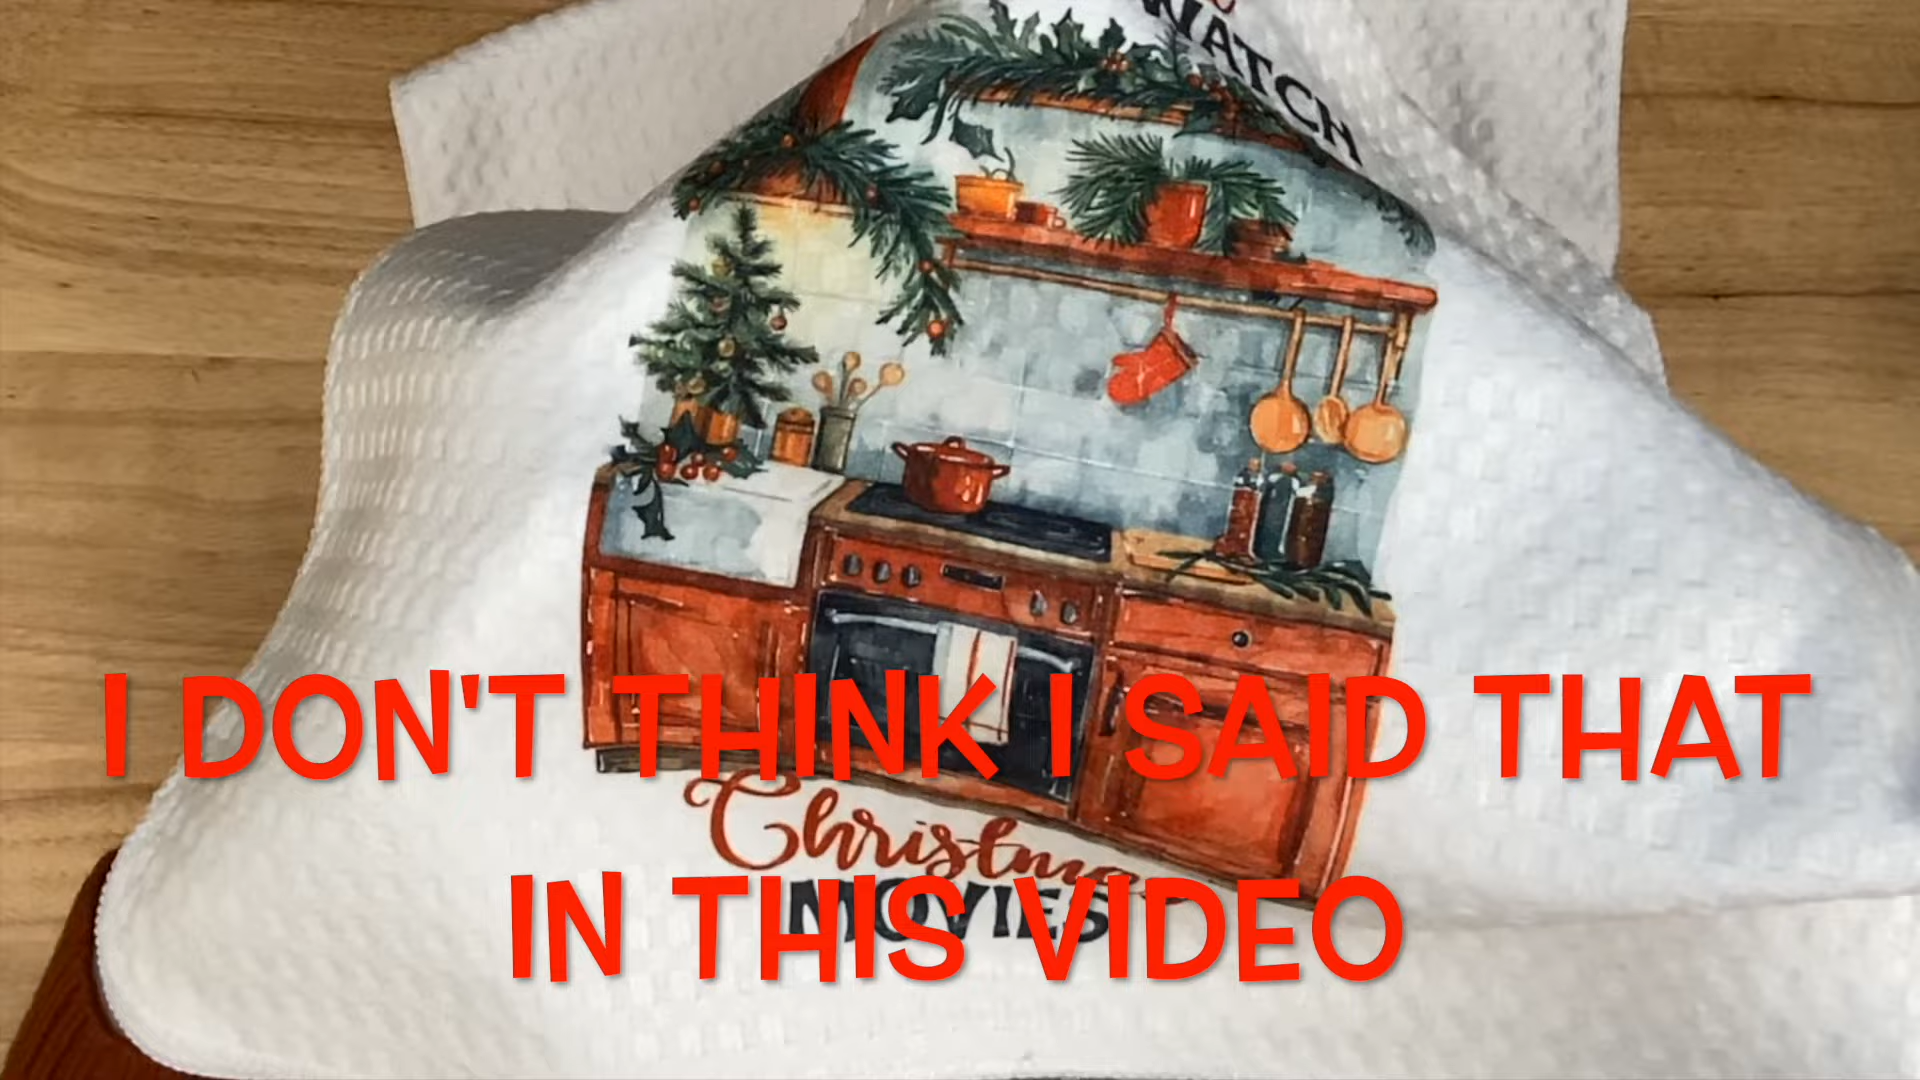 WATCH
I DON'T THINK I SAID THAT
Christmas
MOVIES
IN THIS VIDEO